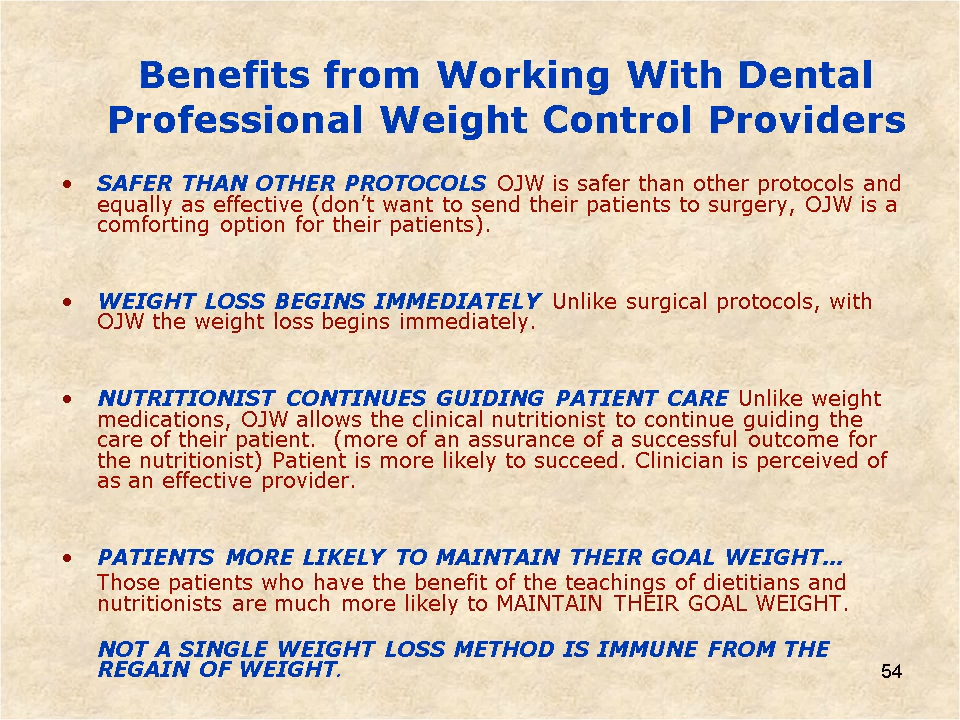 Benefits from Working With Dental
Professional Weight Control Providers
• SAFER THAN OTHER PROTOCOLS OJW is safer than other protocols and
equally as effective (don't want to send their patients to surgery, OJW is a
comforting option for their patients).
• WEIGHT LOSS BEGINS IMMEDIATELY Unlike surgical protocols, with
OJW the weight loss begins immediately.
• NUTRITIONIST CONTINUES GUIDING PATIENT CARE Unlike weight
medications, OJW allows the clinical nutritionist to continue guiding the
care of their patient. (more of an assurance of a successful outcome for
the nutritionist) Patient is more likely to succeed. Clinician is perceived of
as an effective provider.
• PATIENTS MORE LIKELY TO MAINTAIN THEIR GOAL WEIGHT…
Those patients who have the benefit of the teachings of dietitians and
nutritionists are much more likely to MAINTAIN THEIR GOAL WEIGHT.
NOT A SINGLE WEIGHT LOSS METHOD IS IMMUNE FROM THE
REGAIN OF WEIGHT.
54